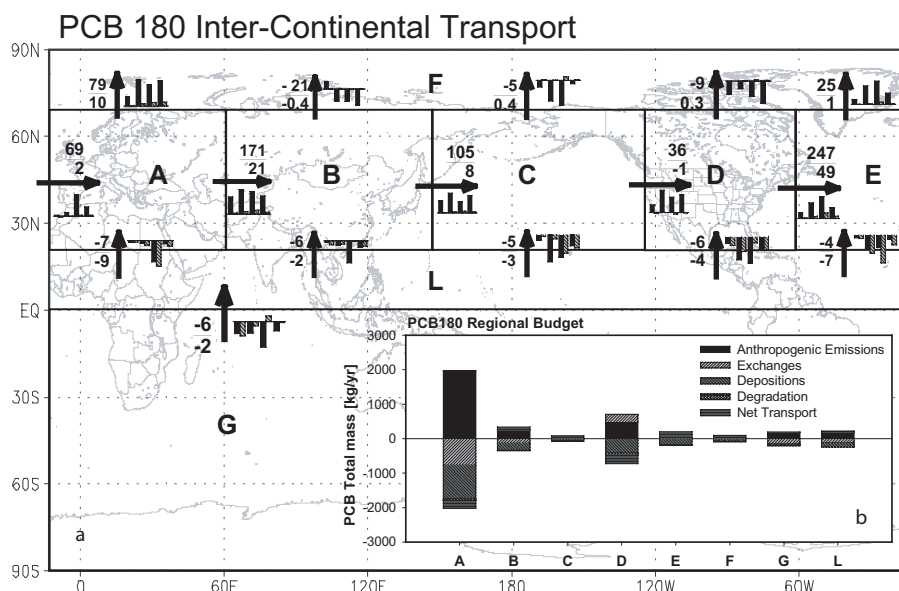 PCB 180 Inter-Continental Transport
90N
60N
30N
EQ
30S
60S
90S
79
10
-21
-0.4
F
-5
0.4
-9
0.3
25
1
69
2
A
171
21
B
105
8
C
36
-1
D
247
49
E
-7
-9
-6
-2
-5
-3
-6
-4
-4
-7
L
-6
-2
G
a
PCB180 Regional Budget
PCB Total mass [kg/yr]
3000
2000
1000
0
-1000
-2000
-3000
Anthropogenic Emissions
Exchanges
Depositions
Degradation
Net Transport
b
A B C D E F G L
0 60E 120E 180 120W 60W